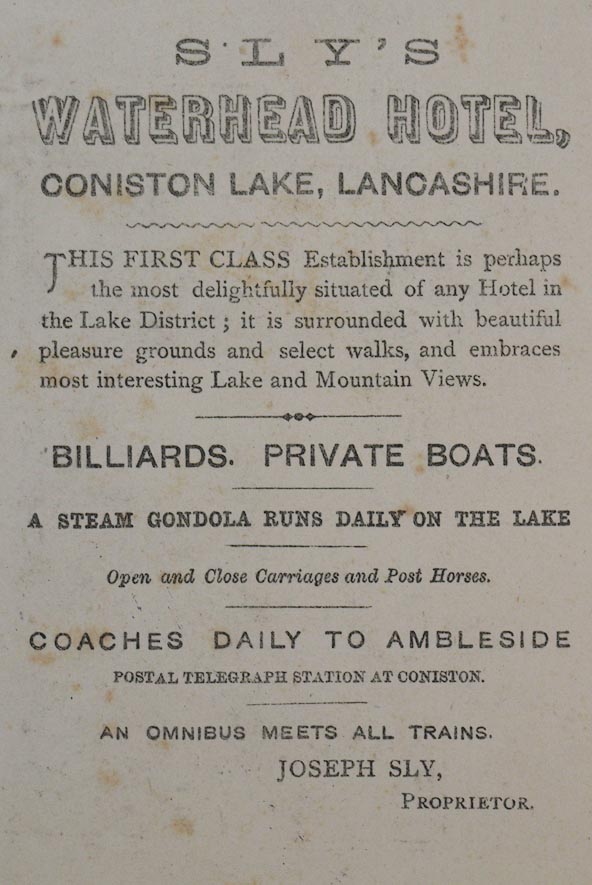 SLY'S
WATERHEAD HOTEL,
CONISTON LAKE, LANCASHIRE.
THIS FIRST CLASS Establishment is perhaps
the most delightfully situated of any Hotel in
the Lake District ; it is surrounded with beautiful
pleasure grounds and select walks, and embraces
most interesting Lake and Mountain Views.
BILLIARDS. PRIVATE BOATS.
A STEAM GONDOLA RUNS DAILY ON THE LAKE
Open and Close Carriages and Post Horses.
COACHES DAILY TO AMBLESIDE
POSTAL TELEGRAPH STATION AT CONISTON.
AN OMNIBUS MEETS ALL TRAINS.
JOSEPH SLY,
PROPRIETOR.